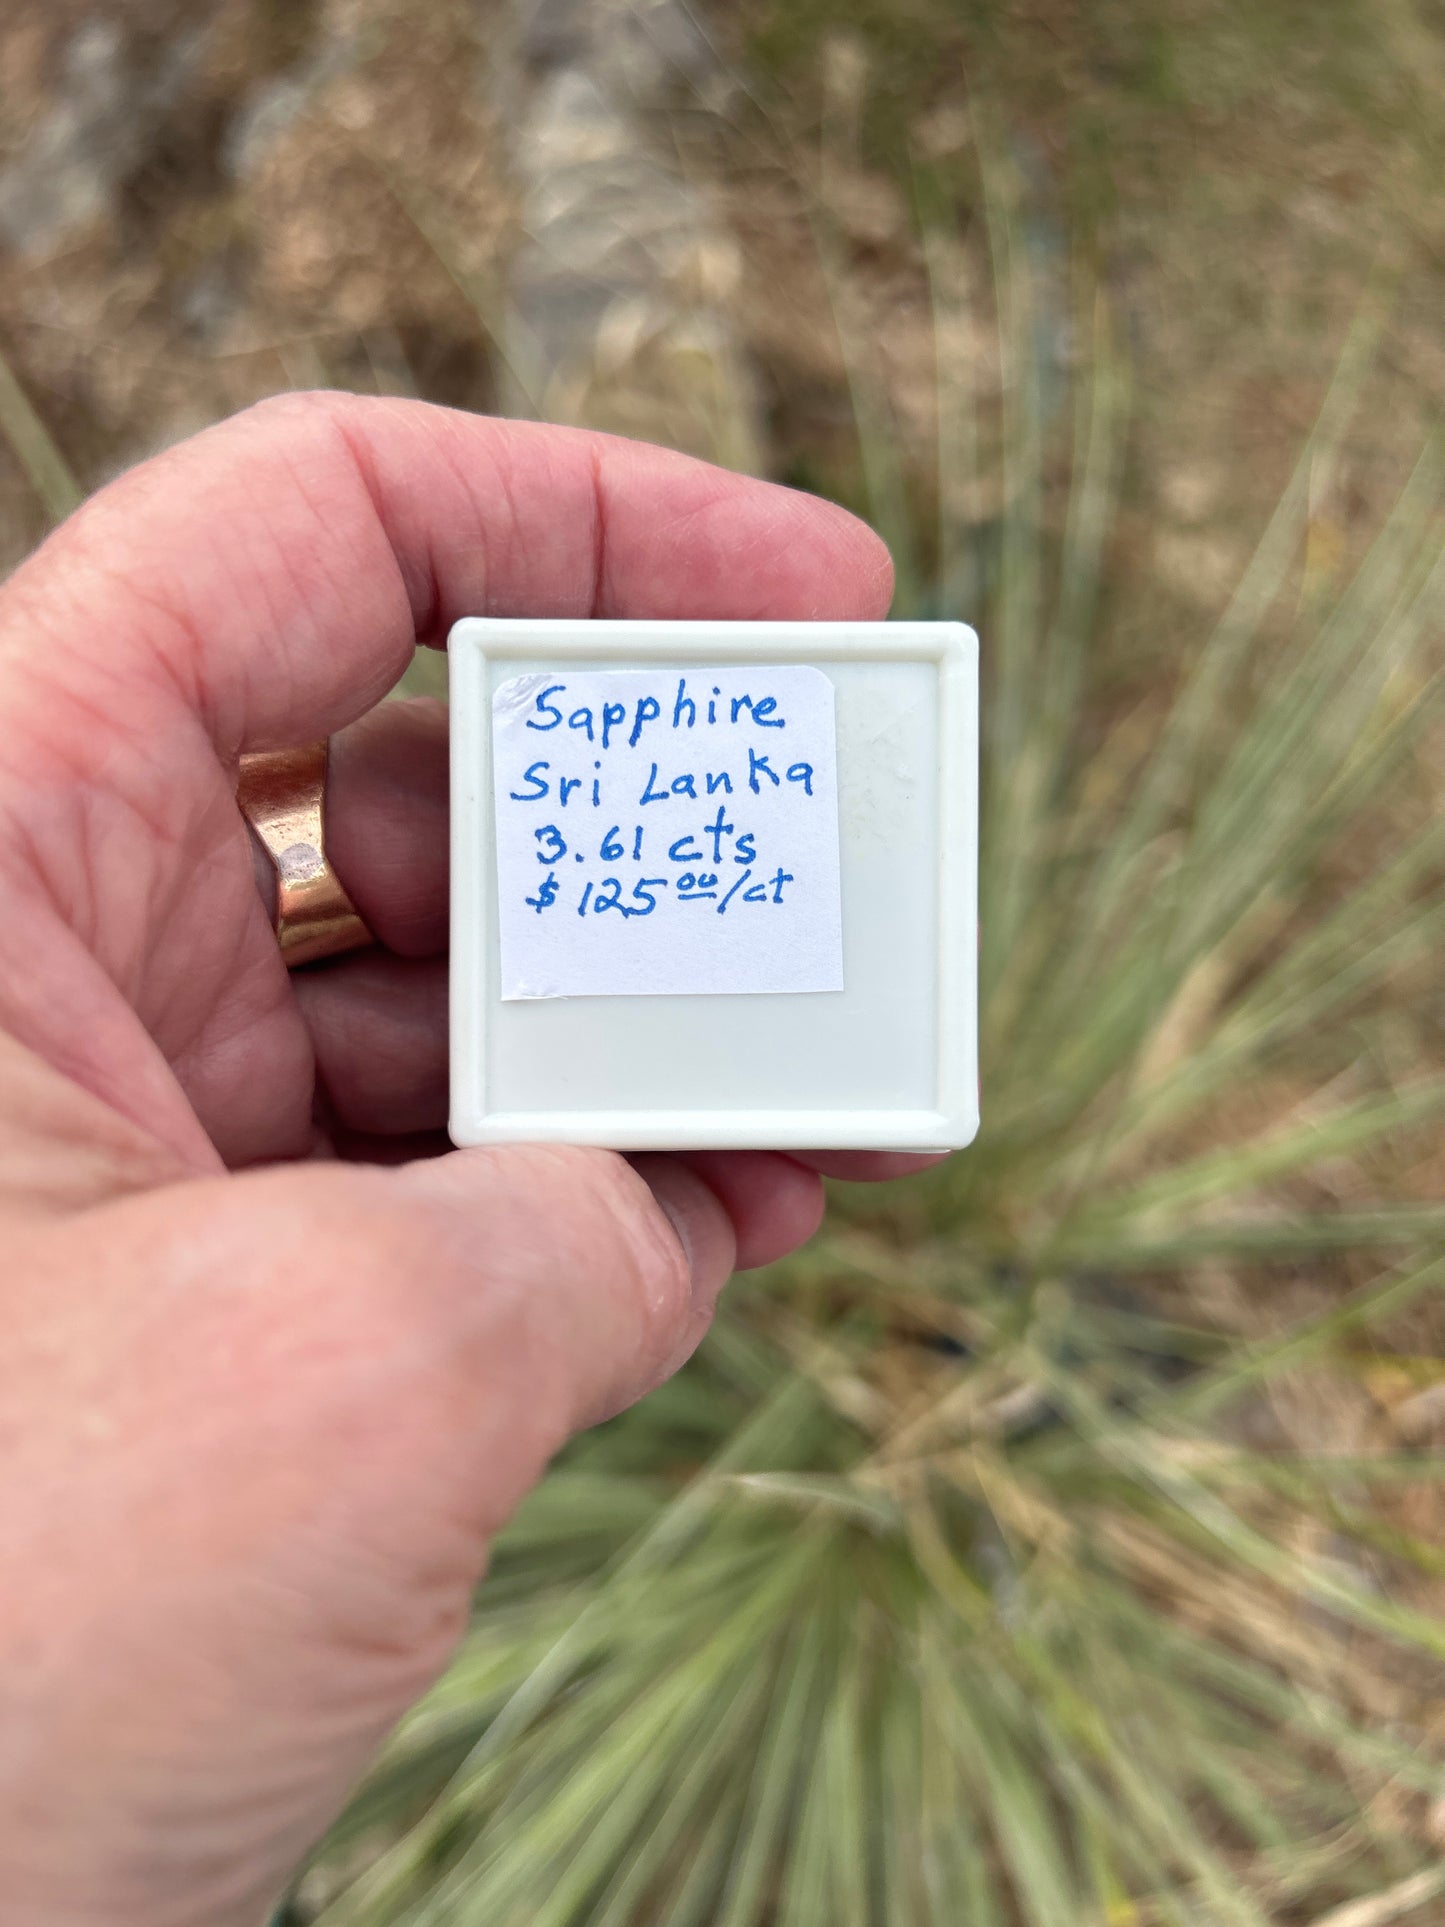 Sapphire
Sri Lanka
3.61 cts
$ 125 00/ct